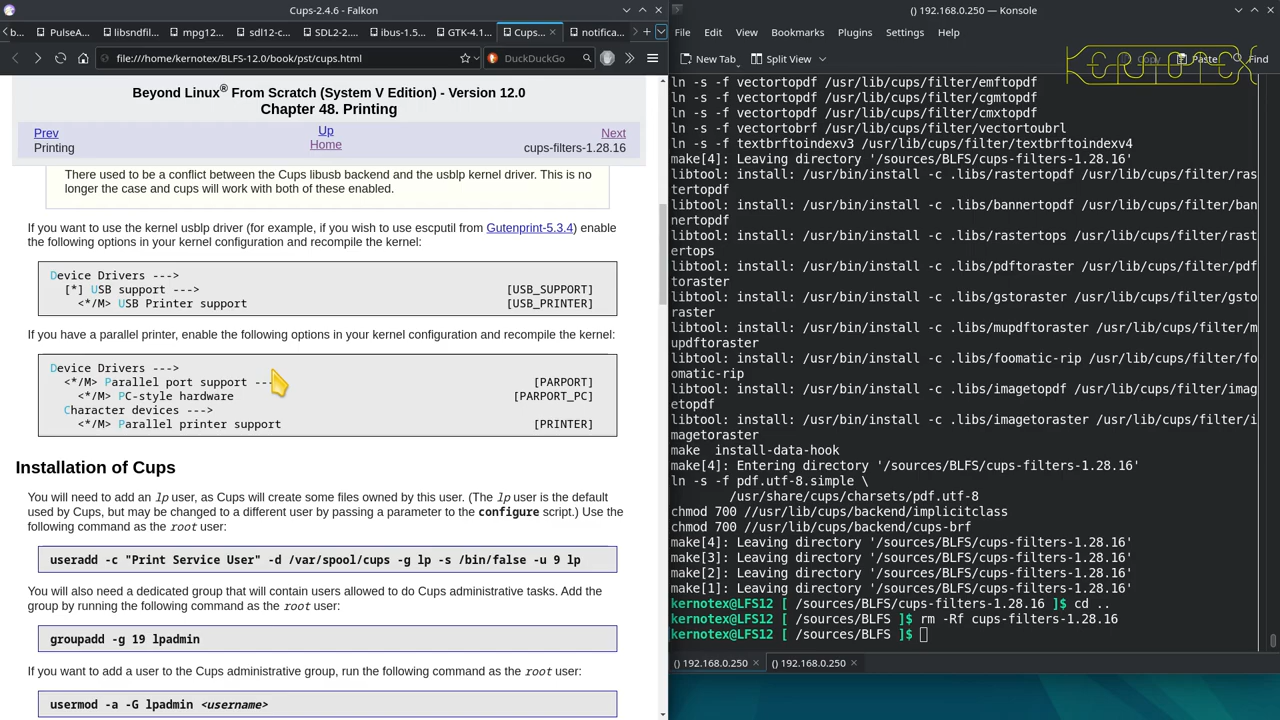 Cups-2.4.6 - Falkon
b...
PulseA...
libsndfil...
mpg12...
sdl12-c...
SDL2-2....
ibus-1.5...
GTK-4.1...
Cups...
notifica...
file:///home/kernotex/BLFS-12.0/book/pst/cups.html
DuckDuckGo
Beyond Linux® From Scratch (System V Edition) - Version 12.0
Chapter 48. Printing
Prev
Up
Next
Printing
Home
cups-filters-1.28.16
There used to be a conflict between the Cups libusb backend and the usblp kernel driver. This is no
longer the case and cups will work with both of these enabled.
If you want to use the kernel usblp driver (for example, if you wish to use escputil from Gutenprint-5.3.4) enable
the following options in your kernel configuration and recompile the kernel:
Device Drivers --->
[*] USB support ---> [USB_SUPPORT]
<*/M> USB Printer support [USB_PRINTER]
If you have a parallel printer, enable the following options in your kernel configuration and recompile the kernel:
Device Drivers --->
<*/M> Parallel port support --- [PARPORT]
<*/M> PC-style hardware [PARPORT_PC]
Character devices --->
<*/M> Parallel printer support [PRINTER]
Installation of Cups
You will need to add an lp user, as Cups will create some files owned by this user. (The lp user is the default
used by Cups, but may be changed to a different user by passing a parameter to the configure script.) Use the
following command as the root user:
useradd -c "Print Service User" -d /var/spool/cups -g lp -s /bin/false -u 9 lp
You will also need a dedicated group that will contain users allowed to do Cups administrative tasks. Add the
group by running the following command as the root user:
groupadd -g 19 lpadmin
If you want to add a user to the Cups administrative group, run the following command as the root user:
usermod -a -G lpadmin <username>
() 192.168.0.250 — Konsole
File Edit View Bookmarks Plugins Settings Help
New Tab Split View Copy Paste Find
KERNOTEX
ln -s -f vectortopdf /usr/lib/cups/filter/emftopdf
ln -s -f vectortopdf /usr/lib/cups/filter/cgmtopdf
ln -s -f vectortopdf /usr/lib/cups/filter/cmxtopdf
ln -s -f vectortobrf /usr/lib/cups/filter/vectortoubrl
ln -s -f textbrftoindexv3 /usr/lib/cups/filter/textbrftoindexv4
make[4]: Leaving directory '/sources/BLFS/cups-filters-1.28.16'
libtool: install: /usr/bin/install -c .libs/rastertopdf /usr/lib/cups/filter/ras
tertopdf
libtool: install: /usr/bin/install -c .libs/bannertopdf /usr/lib/cups/filter/ban
nertopdf
libtool: install: /usr/bin/install -c .libs/rastertops /usr/lib/cups/filter/rast
ertops
libtool: install: /usr/bin/install -c .libs/pdftoraster /usr/lib/cups/filter/pdf
toraster
libtool: install: /usr/bin/install -c .libs/gstoraster /usr/lib/cups/filter/gsto
raster
libtool: install: /usr/bin/install -c .libs/mupdftoraster /usr/lib/cups/filter/m
updftoraster
libtool: install: /usr/bin/install -c .libs/foomatic-rip /usr/lib/cups/filter/fo
omatic-rip
libtool: install: /usr/bin/install -c .libs/imagetopdf /usr/lib/cups/filter/imag
etopdf
libtool: install: /usr/bin/install -c .libs/imagetoraster /usr/lib/cups/filter/i
magetoraster
make  install-data-hook
make[4]: Entering directory '/sources/BLFS/cups-filters-1.28.16'
ln -s -f pdf.utf-8.simple \
/usr/share/cups/charsets/pdf.utf-8
chmod 700 //usr/lib/cups/backend/implicitclass
chmod 700 //usr/lib/cups/backend/cups-brf
make[4]: Leaving directory '/sources/BLFS/cups-filters-1.28.16'
make[3]: Leaving directory '/sources/BLFS/cups-filters-1.28.16'
make[2]: Leaving directory '/sources/BLFS/cups-filters-1.28.16'
make[1]: Leaving directory '/sources/BLFS/cups-filters-1.28.16'
kernotex@LFS12 [ /sources/BLFS/cups-filters-1.28.16 ]$ cd ..
kernotex@LFS12 [ /sources/BLFS ]$ rm -Rf cups-filters-1.28.16
kernotex@LFS12 [ /sources/BLFS ]$
() 192.168.0.250
() 192.168.0.250